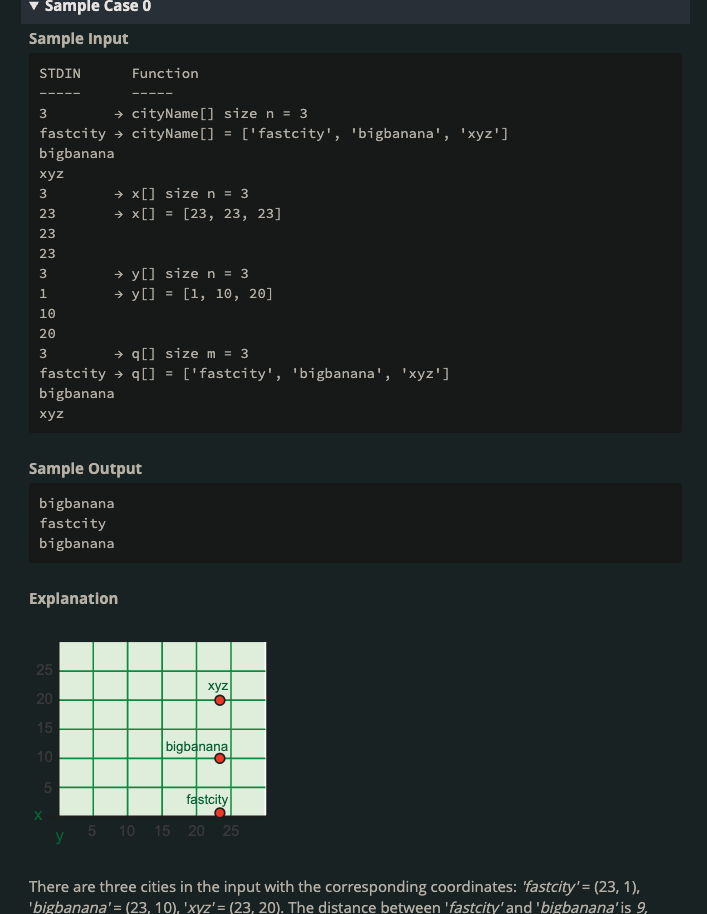 ▼ Sample Case 0
Sample Input
STDIN Function
----- -----
3 → cityName[] size n = 3
fastcity → cityName[] = ['fastcity', 'bigbanana', 'xyz']
bigbanana
xyz
3 → x[] size n = 3
23 → x[] = [23, 23, 23]
23
23
3 → y[] size n = 3
1 → y[] = [1, 10, 20]
10
20
3 → q[] size m = 3
fastcity → q[] = ['fastcity', 'bigbanana', 'xyz']
bigbanana
xyz
Sample Output
bigbanana
fastcity
bigbanana
Explanation
25
xyz
20
15
bigbanana
10
5
fastcity
x
y 5 10 15 20 25
There are three cities in the input with the corresponding coordinates: 'fastcity' = (23, 1),
'bigbanana' = (23, 10), 'xyz' = (23, 20). The distance between 'fastcity' and 'bigbanana' is 9,